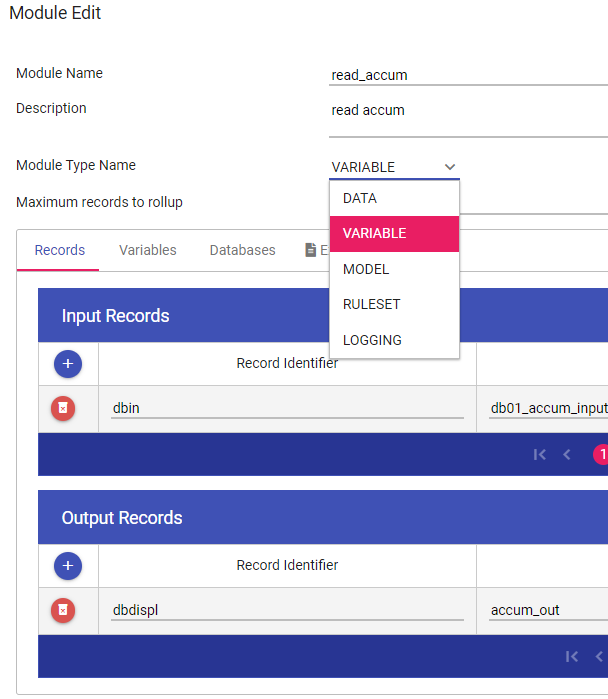 Module Edit
Module Name
read_accum
Description
read accum
Module Type Name
VARIABLE
DATA
VARIABLE
MODEL
RULESET
LOGGING
Maximum records to rollup
Records
Variables
Databases
E
Input Records
+
Record Identifier
dbin
db01_accum_input
1
Output Records
+
Record Identifier
dbdispl
accum_out